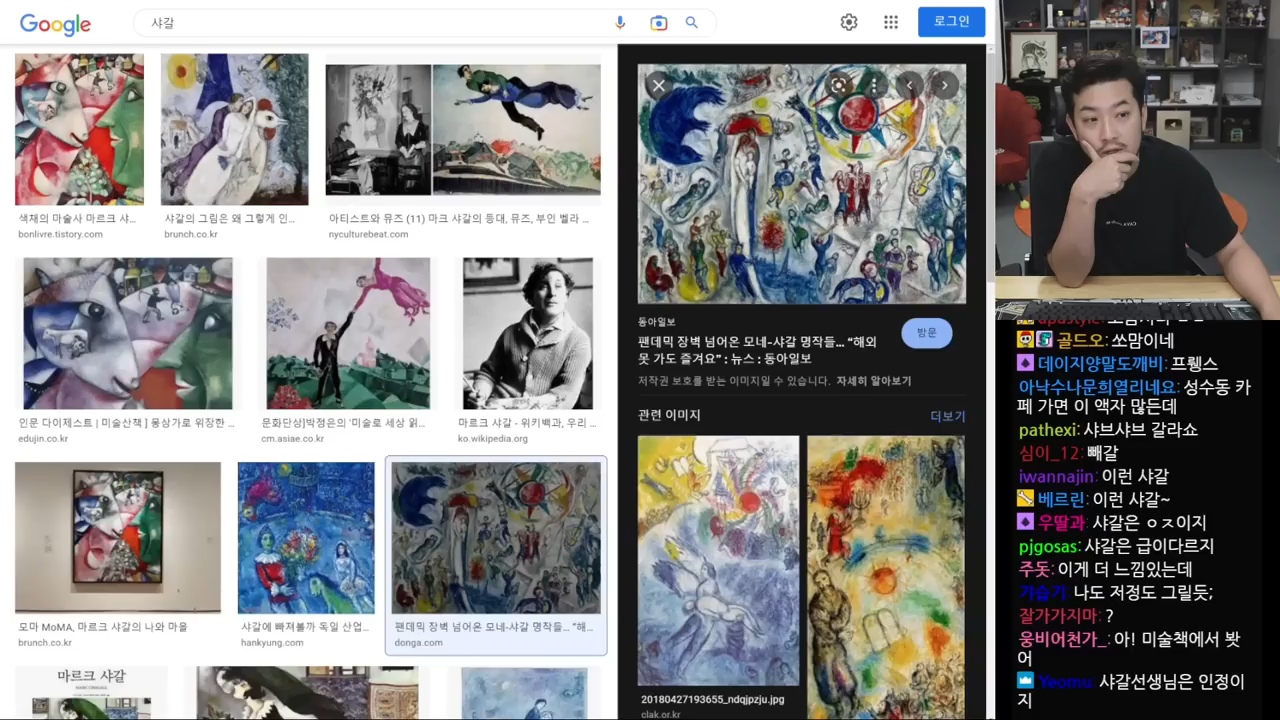 Google
샤갈
로그인
색채의 마술사 마르크 샤...
bonlivre.tistory.com
샤갈의 그림은 왜 그렇게 인...
brunch.co.kr
아티스트와 뮤즈 (11) 마크 샤갈의 등대, 뮤즈, 부인 벨라 ...
nyculturebeat.com
인문 다이제스트 | 미술산책 ] 몽상가로 위장한 ...
edujin.co.kr
문화단상]박정은의 '미술로 세상 읽...
cm.asiae.co.kr
마르크 샤갈 - 위키백과, 우리 ...
ko.wikipedia.org
모마 MoMA, 마르크 샤갈의 나와 마을
brunch.co.kr
샤갈에 빠져볼까 독일 산업...
hankyung.com
팬데믹 장벽 넘어온 모네-샤갈 명작들... “해...
donga.com
마르크 샤갈
동아일보
팬데믹 장벽 넘어온 모네-샤갈 명작들... “해외
못 가도 즐겨요” : 뉴스 : 동아일보
방문
저작권 보호를 받는 이미지일 수 있습니다. 자세히 알아보기
관련 이미지
더보기
20180427193655_ndqjpzju.jpg
clak.or.kr
골드오: 쏘맘이네
데이지양말도깨비: 프뤵스
아낙수나문희열리네요: 성수동 카
페 가면 이 액자 많든데
pathexi: 샤브샤브 갈라쇼
심이_12: 빼갈
iwannajin: 이런 샤갈
베르린: 이런 샤갈~
우딸과: 샤갈은 ㅇㅈ이지
pjgosas: 샤갈은 급이다르지
주돗: 이게 더 느낌있는데
갸습기: 나도 저정도 그릴듯;
잘가가지마: ?
웅비어천가_: 아! 미술책에서 봣
어
Yeomu: 샤갈선생님은 인정이
지